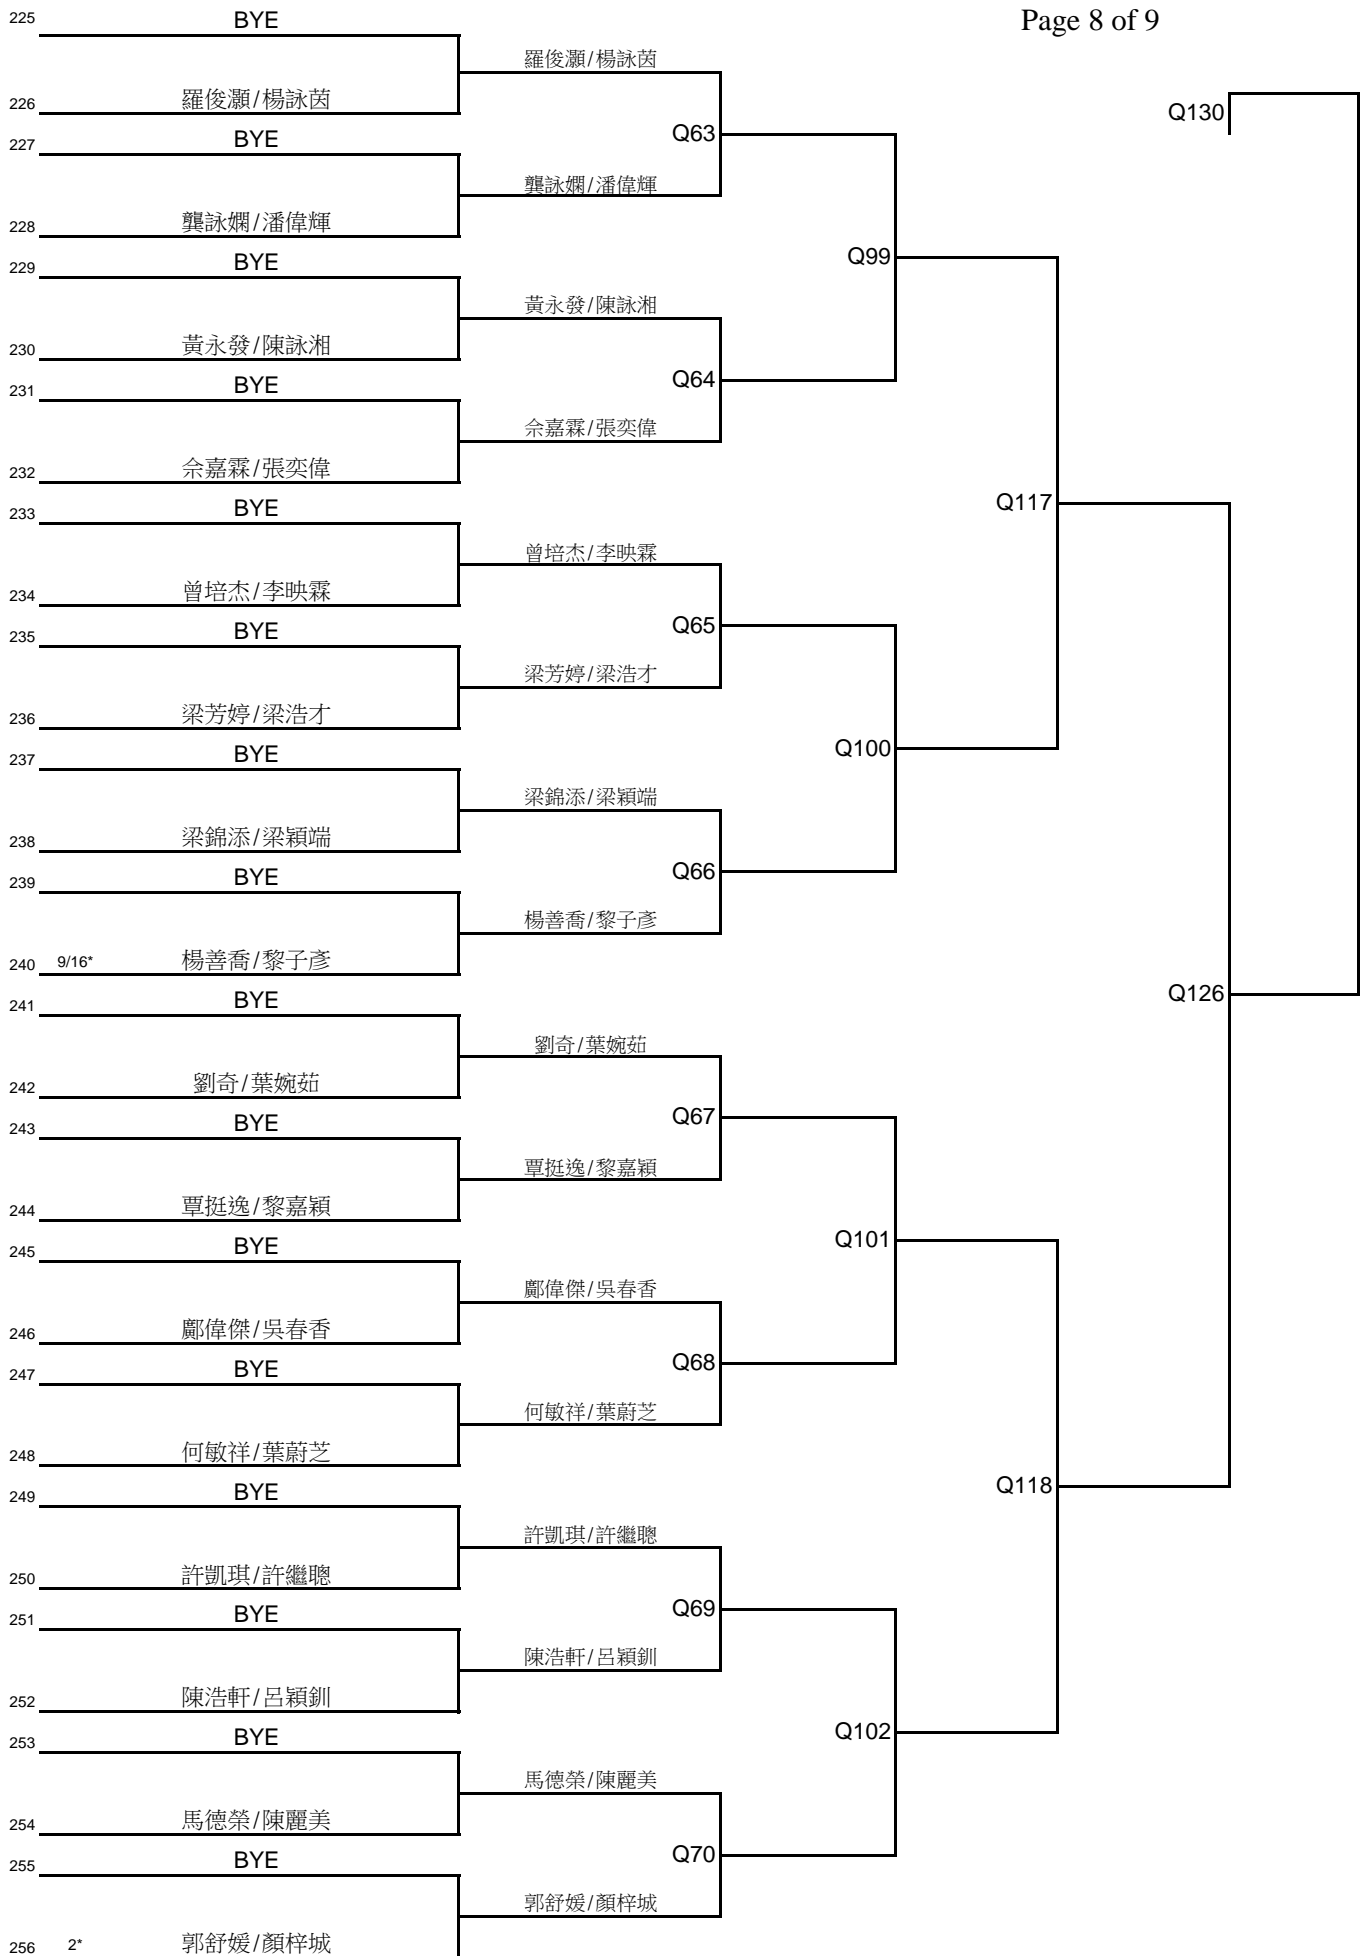 Page 8 of 9
225 BYE
羅俊灝/楊詠茵
226 羅俊灝/楊詠茵
Q130
Q63
227 BYE
龔詠嫻/潘偉輝
228 龔詠嫻/潘偉輝
Q99
229 BYE
黃永發/陳詠湘
230 黃永發/陳詠湘
Q64
231 BYE
佘嘉霖/張奕偉
232 佘嘉霖/張奕偉
Q117
233 BYE
曾培杰/李映霖
234 曾培杰/李映霖
Q65
235 BYE
梁芳婷/梁浩才
236 梁芳婷/梁浩才
Q100
237 BYE
梁錦添/梁穎端
238 梁錦添/梁穎端
Q66
239 BYE
楊善喬/黎子彥
240 9/16* 楊善喬/黎子彥
Q126
241 BYE
劉奇/葉婉茹
242 劉奇/葉婉茹
Q67
243 BYE
覃挺逸/黎嘉穎
244 覃挺逸/黎嘉穎
Q101
245 BYE
鄺偉傑/吳春香
246 鄺偉傑/吳春香
Q68
247 BYE
何敏祥/葉蔚芝
248 何敏祥/葉蔚芝
Q118
249 BYE
許凱琪/許繼聰
250 許凱琪/許繼聰
Q69
251 BYE
陳浩軒/呂穎釧
252 陳浩軒/呂穎釧
Q102
253 BYE
馬德榮/陳麗美
254 馬德榮/陳麗美
Q70
255 BYE
郭舒媛/顏梓城
256 2* 郭舒媛/顏梓城